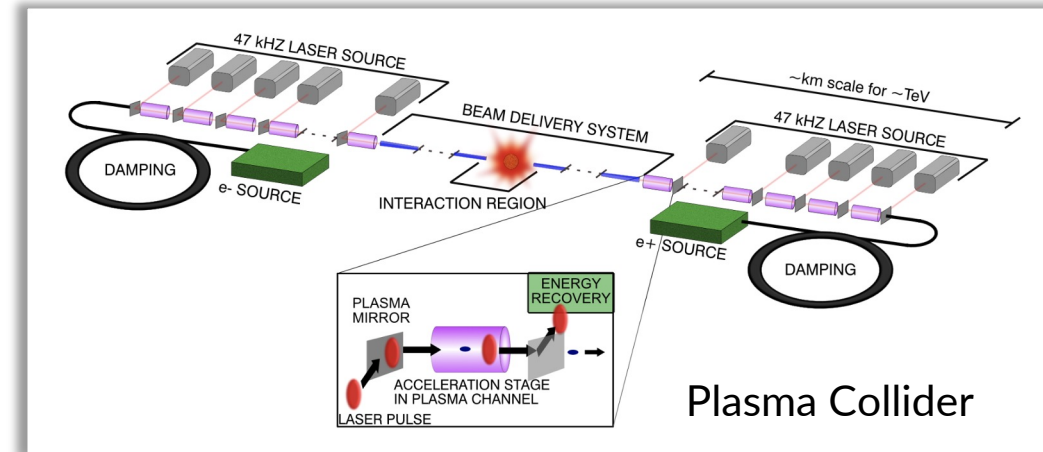 47 kHZ LASER SOURCE
~km scale for ~TeV
BEAM DELIVERY SYSTEM
47 KHZ LASER SOURCE
DAMPING
e- SOURCE
INTERACTION REGION
e+ SOURCE
DAMPING
ENERGY
RECOVERY
PLASMA
MIRROR
ACCELERATION STAGE
IN PLASMA CHANNEL
LASER PULSE
Plasma Collider